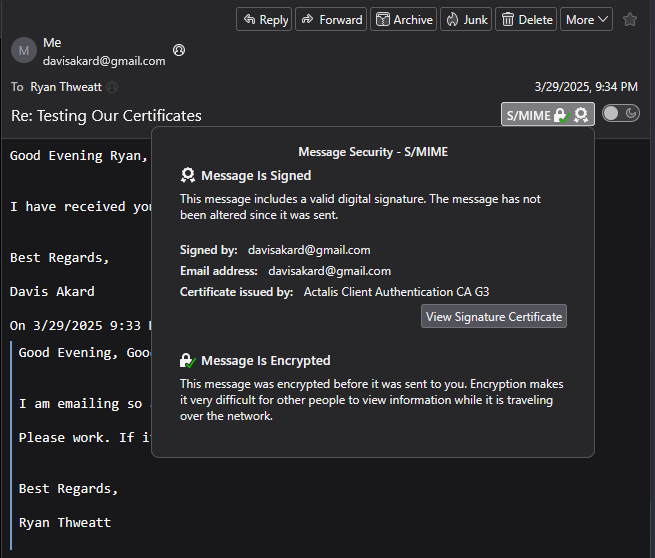 Reply Forward Archive Junk Delete More
M
Me
davisakard@gmail.com
To Ryan Thweatt
3/29/2025, 9:34 PM
Re: Testing Our Certificates
S/MIME
Good Evening Ryan,
Message Security - S/MIME
Message Is Signed
This message includes a valid digital signature. The message has not
been altered since it was sent.
I have received
Signed by: davisakard@gmail.com
Email address: davisakard@gmail.com
Certificate issued by: Actalis Client Authentication CA G3
View Signature Certificate
Best Regards,
Davis Akard
On 3/29/2025 9:33
Message Is Encrypted
This message was encrypted before it was sent to you. Encryption makes
it very difficult for other people to view information while it is traveling
over the network.
Good Evening,
I am emailing so
Please work. If
Best Regards,
Ryan Thweatt